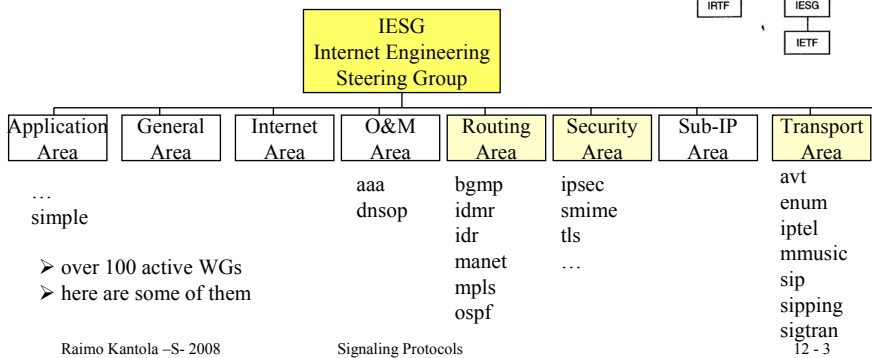 IRTF
IESG
IETF
IESG
Internet Engineering
Steering Group
Application
Area
General
Area
Internet
Area
O&M
Area
Routing
Area
Security
Area
Sub-IP
Area
Transport
Area
…
simple
aaa
dnsop
bgmp
idmr
idr
manet
mpls
ospf
ipsec
smime
tls
…
avt
enum
iptel
mmusic
sip
sipping
sigtran
➢ over 100 active WGs
➢ here are some of them
Raimo Kantola –S- 2008
Signaling Protocols
12 - 3